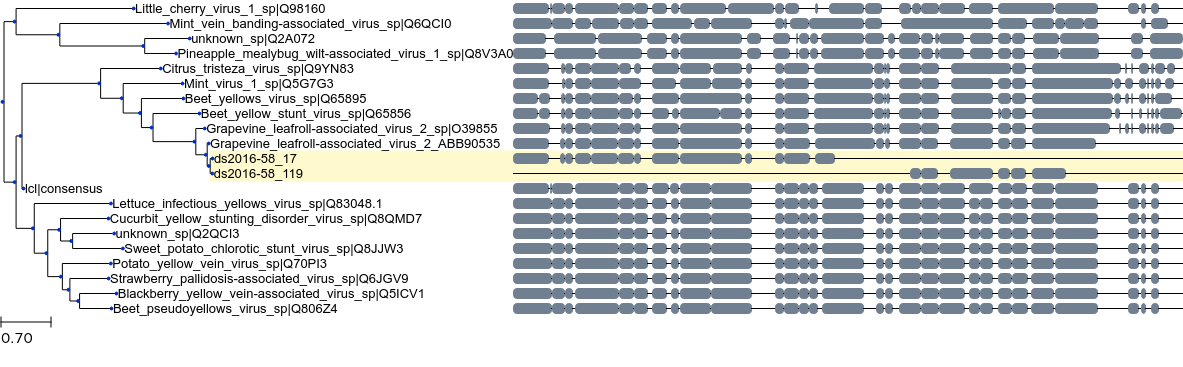 Little_cherry_virus_1_sp|Q98160
Mint_vein_banding-associated_virus_sp|Q6QCI0
unknown_sp|Q2A072
Pineapple_mealybug_wilt-associated_virus_1_sp|Q8V3A0
Citrus_tristeza_virus_sp|Q9YN83
Mint_virus_1_sp|Q5G7G3
Beet_yellows_virus_sp|Q65895
Beet_yellow_stunt_virus_sp|Q65856
Grapevine_leafroll-associated_virus_2_sp|O39855
Grapevine_leafroll-associated_virus_2_ABB90535
ds2016-58_17
ds2016-58_119
lcl|consensus
Lettuce_infectious_yellows_virus_sp|Q83048.1
Cucurbit_yellow_stunting_disorder_virus_sp|Q8QMD7
unknown_sp|Q2QCI3
Sweet_potato_chlorotic_stunt_virus_sp|Q8JJW3
Potato_yellow_vein_virus_sp|Q70PI3
Strawberry_pallidosis-associated_virus_sp|Q6JGV9
Blackberry_yellow_vein-associated_virus_sp|Q5ICV1
Beet_pseudoyellows_virus_sp|Q806Z4
0.70